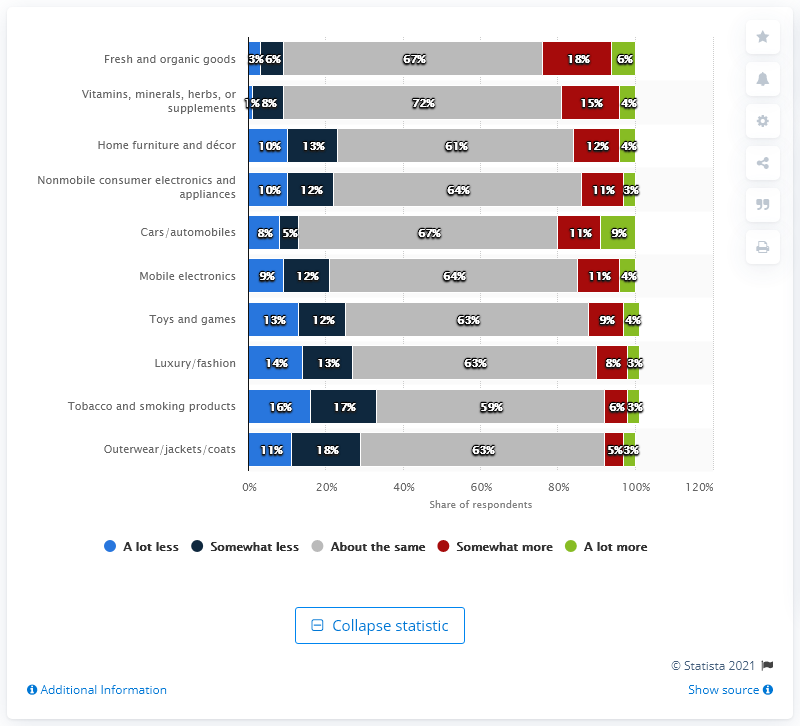 Fresh and organic goods 3% 6% 67% 18% 6%
Vitamins, minerals, herbs, or
supplements 1% 8% 72% 15% 4%
Home furniture and décor 10% 13% 61% 12% 4%
Nonmobile consumer electronics and
appliances 10% 12% 64% 11% 3%
Cars/automobiles 8% 5% 67% 11% 9%
Mobile electronics 9% 12% 64% 11% 4%
Toys and games 13% 12% 63% 9% 4%
Luxury/fashion 14% 13% 63% 8% 3%
Tobacco and smoking products 16% 17% 59% 6% 3%
Outerwear/jackets/coats 11% 18% 63% 5% 3%
0% 20% 40% 60% 80% 100% 120%
Share of respondents
A lot less Somewhat less About the same Somewhat more A lot more
Collapse statistic
© Statista 2021
Additional Information Show source